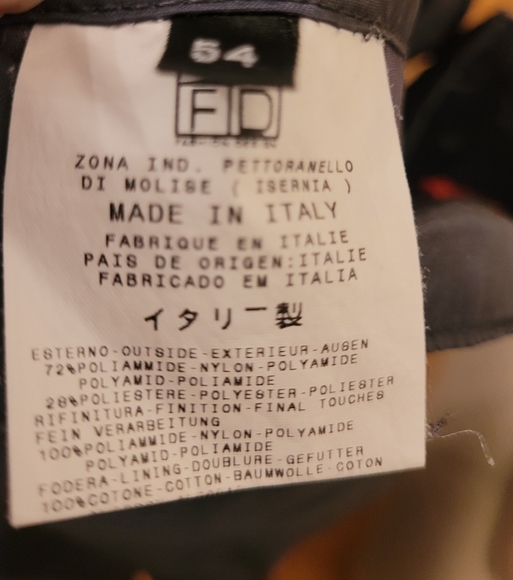 54
FD
ZONA IND. PETTORANELLO
DI MOLISE ( ISERNIA )
MADE IN ITALY
FABRIQUE EN ITALIE
PAIS DE ORIGEN:ITALIE
FABRICADO EM ITALIA
イタリー製
ESTERNO-OUTSIDE-EXTERIEUR-AUSEN
72%POLIAMMIDE-NYLON-POLYAMIDE
POLYAMID-POLIAMIDE
28%POLIESTERE-POLYESTER-POLIESTER
RIFINITURA-FINITION-FINAL TOUCHES
FEIN VERARBEITUNG
100%POLIAMMIDE-NYLON-POLYAMIDE
POLYAMID-POLIAMIDE
FODERA-LINING-DOUBLURE-GEFUTTER
100%COTONE-COTTON-BAUMWOLLE-COTON